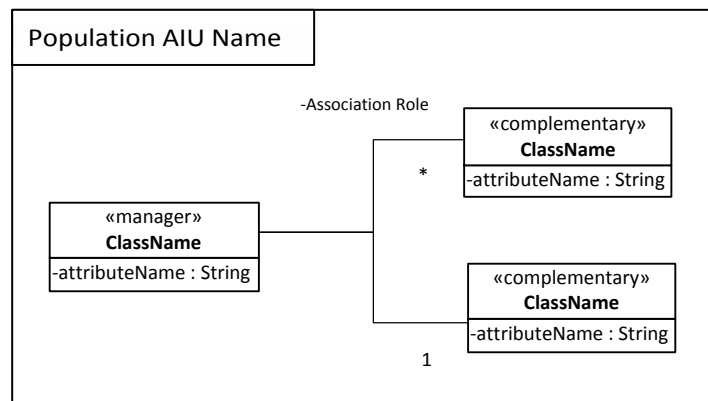 Population AIU Name
-Association Role
«complementary»
ClassName
-attributeName : String
*
«manager»
ClassName
-attributeName : String
«complementary»
ClassName
-attributeName : String
1